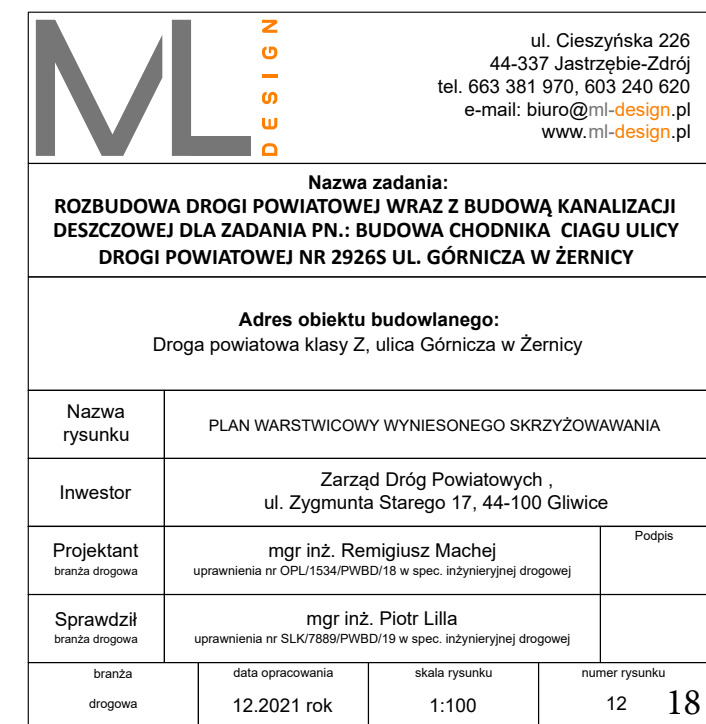 ML
DESIGN
ul. Cieszyńska 226
44-337 Jastrzębie-Zdrój
tel. 663 381 970, 603 240 620
e-mail: biuro@ml-design.pl
www.ml-design.pl
Nazwa zadania:
ROZBUDOWA DROGI POWIATOWEJ WRAZ Z BUDOWĄ KANALIZACJI
DESZCZOWEJ DLA ZADANIA PN.: BUDOWA CHODNIKA CIAGU ULICY
DROGI POWIATOWEJ NR 2926S UL. GÓRNICZA W ŻERNICY
Adres obiektu budowlanego:
Droga powiatowa klasy Z, ulica Górnicza w Żernicy
Nazwa
rysunku
PLAN WARSTWICOWY WYNIESONEGO SKRZYŻOWAWANIA
Inwestor
Zarząd Dróg Powiatowych ,
ul. Zygmunta Starego 17, 44-100 Gliwice
Projektant
branża drogowa
mgr inż. Remigiusz Machej
uprawnienia nr OPL/1534/PWBD/18 w spec. inżynieryjnej drogowej
Podpis
Sprawdził
branża drogowa
mgr inż. Piotr Lilla
uprawnienia nr SLK/7889/PWBD/19 w spec. inżynieryjnej drogowej
branża
drogowa
data opracowania
12.2021 rok
skala rysunku
1:100
numer rysunku
12 18